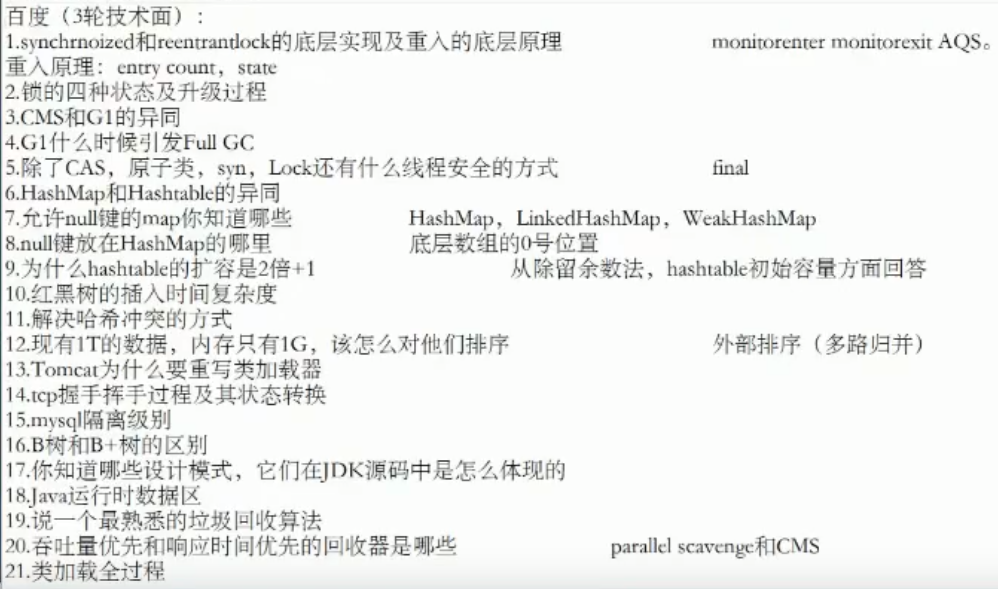 百度（3轮技术面）:
1.synchrnoized和reentrantlock的底层实现及重入的底层原理 monitorenter monitorexit AQS。
重入原理：entry count，state
2.锁的四种状态及升级过程
3.CMS和G1的异同
4.G1什么时候引发Full GC
5.除了CAS，原子类，syn，Lock还有什么线程安全的方式 final
6.HashMap和Hashtable的异同
7.允许null键的map你知道哪些 HashMap，LinkedHashMap，WeakHashMap
8.null键放在HashMap的哪里 底层数组的0号位置
9.为什么hashtable的扩容是2倍+1 从除留余数法，hashtable初始容量方面回答
10.红黑树的插入时间复杂度
11.解决哈希冲突的方式
12.现有1T的数据，内存只有1G，该怎么对他们排序 外部排序（多路归并）
13.Tomcat为什么要重写类加载器
14.tcp握手挥手过程及其状态转换
15.mysql隔离级别
16.B树和B+树的区别
17.你知道哪些设计模式，它们在JDK源码中是怎么体现的
18.Java运行时数据区
19.说一个最熟悉的垃圾回收算法
20.吞吐量优先和响应时间优先的回收器是哪些 parallel scavenge和CMS
21.类加载全过程